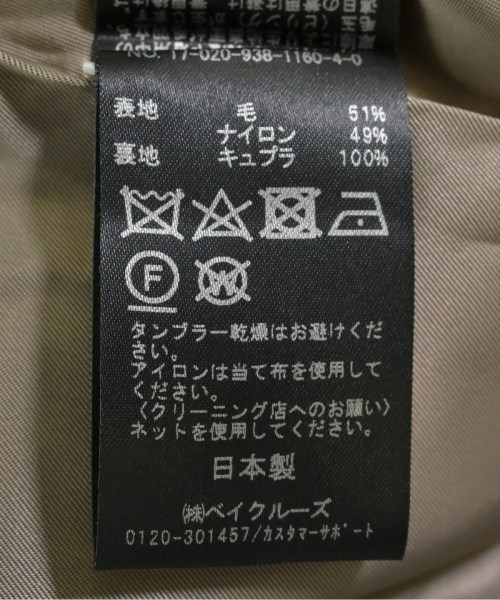 NO. 17-020-938-1160-4-0
表地 毛 51%
ナイロン 49%
裏地 キュプラ 100%
F W
タンブラー乾燥はお避けくだ
さい。
アイロンは当て布を使用して
ください。
〈クリーニング店へのお願い〉
ネットを使用してください。
日本製
㈱ベイクルーズ
0120-301457/カスタマーサポート